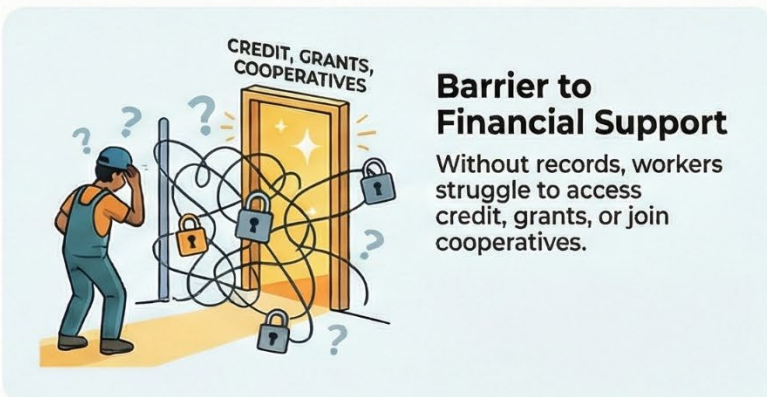 CREDIT, GRANTS,
COOPERATIVES
Barrier to
Financial Support
Without records, workers
struggle to access
credit, grants, or join
cooperatives.